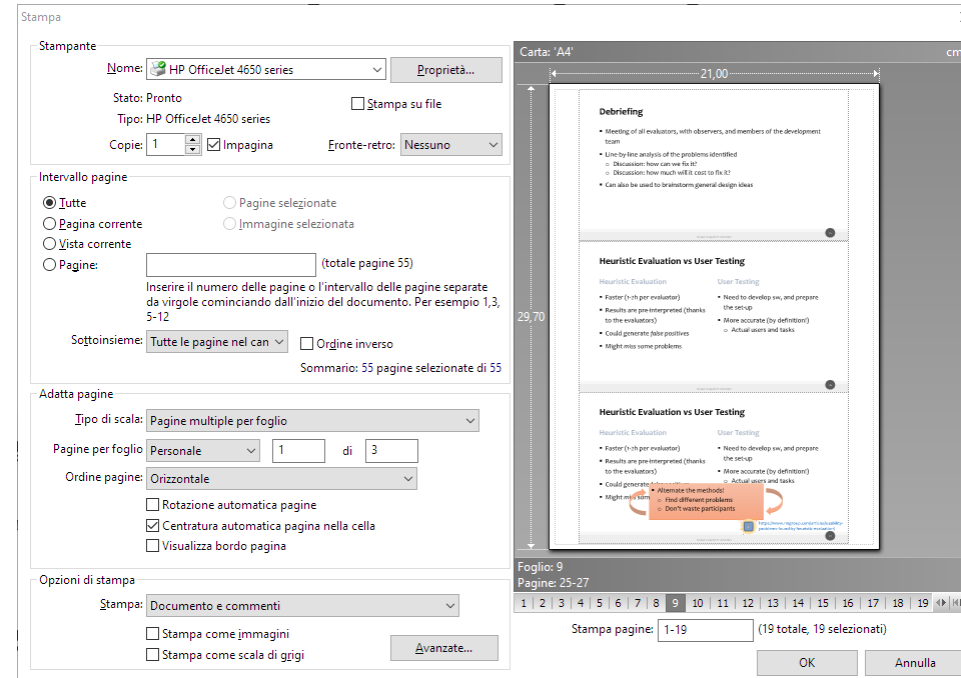 Stampa
Stampante
Nome: HP OfficeJet 4650 series
Proprietà...
Stato: Pronto
Stampa su file
Tipo: HP OfficeJet 4650 series
Copie: 1
Impagina
Fronte-retro: Nessuno
Intervallo pagine
Tutte
Pagine selezionate
Pagina corrente
Immagine selezionata
Vista corrente
Pagine:
(totale pagine 55)
Inserire il numero delle pagine o l'intervallo delle pagine separate
da virgole cominciando dall'inizio del documento. Per esempio 1,3,
5-12
Sottoinsieme: Tutte le pagine nel can
Ordine inverso
Sommario: 55 pagine selezionate di 55
Adatta pagine
Tipo di scala: Pagine multiple per foglio
Pagine per foglio Personale 1 di 3
Ordine pagine: Orizzontale
Rotazione automatica pagine
Centratura automatica pagina nella cella
Visualizza bordo pagina
Opzioni di stampa
Stampa: Documento e commenti
Stampa come immagini
Stampa come scala di grigi
Avanzate...
Carta: 'A4'
cm
21,00
29,70
Debriefing
▪ Meeting of all evaluators, with observers, and members of the development
team
▪ Line-by-line analysis of the problems identified
o Discussion: how can we fix it?
o Discussion: how much will it cost to fix it?
▪ Can also be used to brainstorm general design ideas
Heuristic Evaluation vs User Testing
Heuristic Evaluation
▪ Faster (1-2h per evaluator)
▪ Results are pre-interpreted (thanks
to the evaluators)
▪ Could generate false positives
▪ Might miss some problems
User Testing
▪ Need to develop sw, and prepare
the set-up
▪ More accurate (by definition!)
o Actual users and tasks
Heuristic Evaluation vs User Testing
Heuristic Evaluation
▪ Faster (1-2h per evaluator)
▪ Results are pre-interpreted (thanks
to the evaluators)
▪ Could generate
▪ Might miss som
User Testing
▪ Need to develop sw, and prepare
the set-up
▪ More accurate (by definition!)
o Actual users and tasks
▪ Alternate the methods!
o Find different problems
o Don't waste participants
Foglio: 9
Pagine: 25-27
1 2 3 4 5 6 7 8 9 10 11 12 13 14 15 16 17 18 19
Stampa pagine: 1-19 (19 totale, 19 selezionati)
OK
Annulla